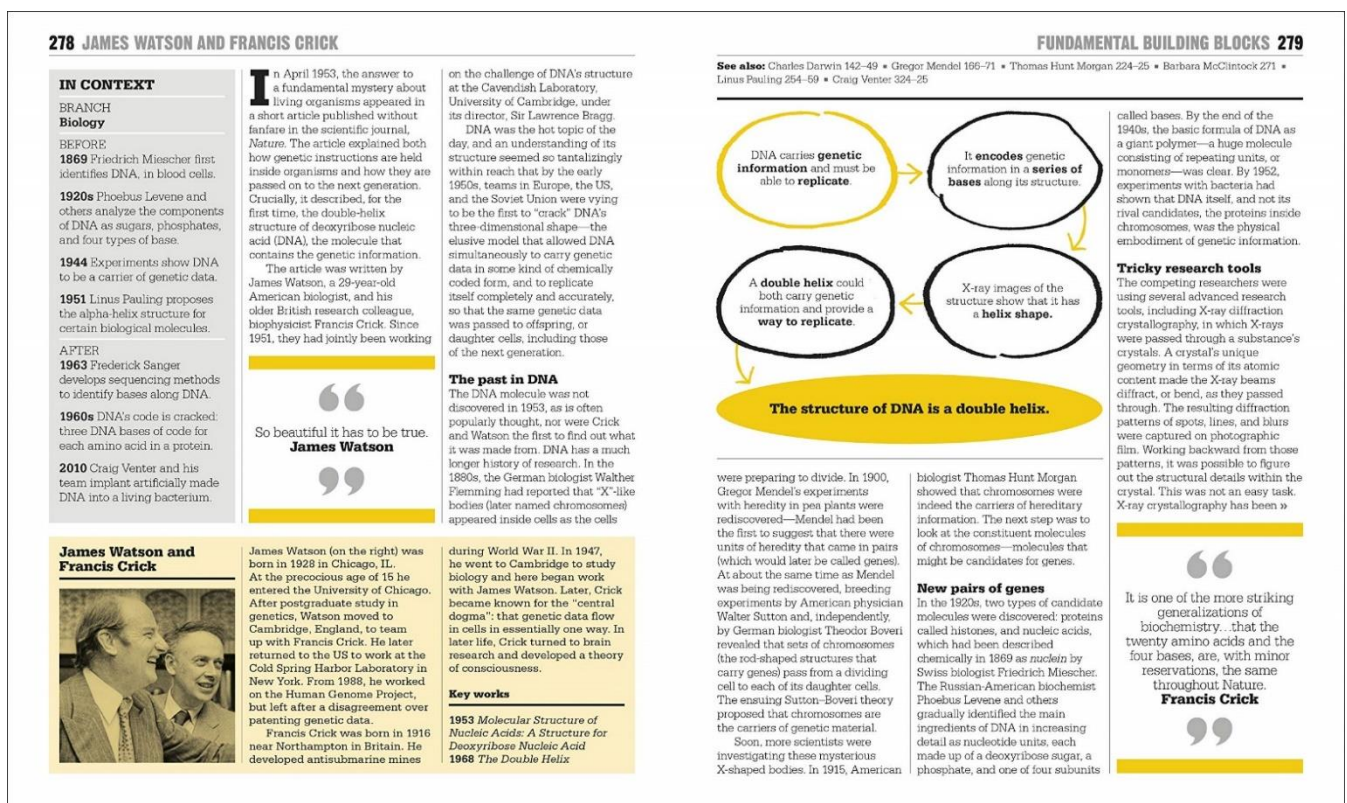 278 JAMES WATSON AND FRANCIS CRICK
IN CONTEXT
BRANCH
Biology
BEFORE
1869 Friedrich Miescher first
identifies DNA, in blood cells.
1920s Phoebus Levene and
others analyze the components
of DNA as sugars, phosphates,
and four types of base.
1944 Experiments show DNA
to be a carrier of genetic data.
1951 Linus Pauling proposes
the alpha-helix structure for
certain biological molecules.
AFTER
1963 Frederick Sanger
develops sequencing methods
to identify bases along DNA.
1960s DNA's code is cracked:
three DNA bases of code for
each amino acid in a protein.
2010 Craig Venter and his
team implant artificially made
DNA into a living bacterium.
In April 1953, the answer to
a fundamental mystery about
living organisms appeared in
a short article published without
fanfare in the scientific journal,
Nature. The article explained both
how genetic instructions are held
inside organisms and how they are
passed on to the next generation.
Crucially, it described, for the
first time, the double-helix
structure of deoxyribose nucleic
acid (DNA), the molecule that
contains the genetic information.
The article was written by
James Watson, a 29-year-old
American biologist, and his
older British research colleague,
biophysicist Francis Crick. Since
1951, they had jointly been working
“
So beautiful it has to be true.
James Watson
”
on the challenge of DNA's structure
at the Cavendish Laboratory,
University of Cambridge, under
its director, Sir Lawrence Bragg.
DNA was the hot topic of the
day, and an understanding of its
structure seemed so tantalizingly
within reach that by the early
1950s, teams in Europe, the US,
and the Soviet Union were vying
to be the first to “crack” DNA's
three-dimensional shape—the
elusive model that allowed DNA
simultaneously to carry genetic
data in some kind of chemically
coded form, and to replicate
itself completely and accurately,
so that the same genetic data
was passed to offspring, or
daughter cells, including those
of the next generation.
The past in DNA
The DNA molecule was not
discovered in 1953, as is often
popularly thought, nor were Crick
and Watson the first to find out what
it was made from. DNA has a much
longer history of research. In the
1880s, the German biologist Walther
Flemming had reported that “X”-like
bodies (later named chromosomes)
appeared inside cells as the cells
James Watson and
Francis Crick
James Watson (on the right) was
born in 1928 in Chicago, IL.
At the precocious age of 15 he
entered the University of Chicago.
After postgraduate study in
genetics, Watson moved to
Cambridge, England, to team
up with Francis Crick. He later
returned to the US to work at the
Cold Spring Harbor Laboratory in
New York. From 1988, he worked
on the Human Genome Project,
but left after a disagreement over
patenting genetic data.
Francis Crick was born in 1916
near Northampton in Britain. He
developed antisubmarine mines
during World War II. In 1947,
he went to Cambridge to study
biology and here began work
with James Watson. Later, Crick
became known for the “central
dogma”: that genetic data flow
in cells in essentially one way. In
later life, Crick turned to brain
research and developed a theory
of consciousness.
Key works
1953 Molecular Structure of
Nucleic Acids: A Structure for
Deoxyribose Nucleic Acid
1968 The Double Helix
FUNDAMENTAL BUILDING BLOCKS 279
See also: Charles Darwin 142–49 ▪ Gregor Mendel 166–71 ▪ Thomas Hunt Morgan 224–25 ▪ Barbara McClintock 271 ▪
Linus Pauling 254–59 ▪ Craig Venter 324–25
DNA carries genetic
information and must be
able to replicate.
It encodes genetic
information in a series of
bases along its structure.
X-ray images of the
structure show that it has
a helix shape.
A double helix could
both carry genetic
information and provide a
way to replicate.
The structure of DNA is a double helix.
were preparing to divide. In 1900,
Gregor Mendel's experiments
with heredity in pea plants were
rediscovered—Mendel had been
the first to suggest that there were
units of heredity that came in pairs
(which would later be called genes).
At about the same time as Mendel
was being rediscovered, breeding
experiments by American physician
Walter Sutton and, independently,
by German biologist Theodor Boveri
revealed that sets of chromosomes
(the rod-shaped structures that
carry genes) pass from a dividing
cell to each of its daughter cells.
The ensuing Sutton–Boveri theory
proposed that chromosomes are
the carriers of genetic material.
Soon, more scientists were
investigating these mysterious
X-shaped bodies. In 1915, American
biologist Thomas Hunt Morgan
showed that chromosomes were
indeed the carriers of hereditary
information. The next step was to
look at the constituent molecules
of chromosomes—molecules that
might be candidates for genes.
New pairs of genes
In the 1920s, two types of candidate
molecules were discovered: proteins
called histones, and nucleic acids,
which had been described
chemically in 1869 as nuclein by
Swiss biologist Friedrich Miescher.
The Russian-American biochemist
Phoebus Levene and others
gradually identified the main
ingredients of DNA in increasing
detail as nucleotide units, each
made up of a deoxyribose sugar, a
phosphate, and one of four subunits
called bases. By the end of the
1940s, the basic formula of DNA as
a giant polymer—a huge molecule
consisting of repeating units, or
monomers—was clear. By 1952,
experiments with bacteria had
shown that DNA itself, and not its
rival candidates, the proteins inside
chromosomes, was the physical
embodiment of genetic information.
Tricky research tools
The competing researchers were
using several advanced research
tools, including X-ray diffraction
crystallography, in which X-rays
were passed through a substance's
crystals. A crystal's unique
geometry in terms of its atomic
content made the X-ray beams
diffract, or bend, as they passed
through. The resulting diffraction
patterns of spots, lines, and blurs
were captured on photographic
film. Working backward from those
patterns, it was possible to figure
out the structural details within the
crystal. This was not an easy task.
X-ray crystallography has been »
“
It is one of the more striking
generalizations of
biochemistry...that the
twenty amino acids and the
four bases, are, with minor
reservations, the same
throughout Nature.
Francis Crick
”